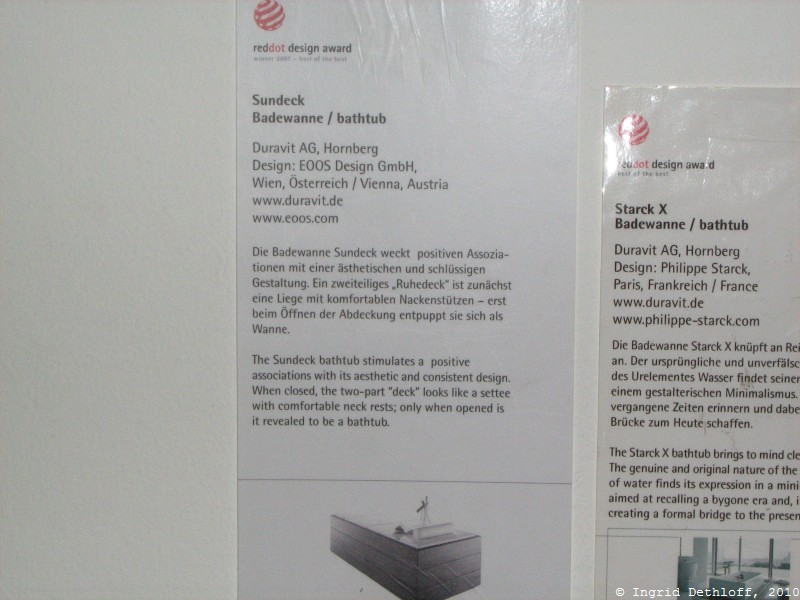 reddot design award
winner 2007 – best of the best
Sundeck
Badewanne / bathtub
Duravit AG, Hornberg
Design: EOOS Design GmbH,
Wien, Österreich / Vienna, Austria
www.duravit.de
www.eoos.com
Die Badewanne Sundeck weckt positiven Assozia-
tionen mit einer ästhetischen und schlüssigen
Gestaltung. Ein zweiteiliges „Ruhedeck“ ist zunächst
eine Liege mit komfortablen Nackenstützen – erst
beim Öffnen der Abdeckung entpuppt sie sich als
Wanne.
The Sundeck bathtub stimulates a positive
associations with its aesthetic and consistent design.
When closed, the two-part "deck" looks like a settee
with comfortable neck rests; only when opened is
it revealed to be a bathtub.
reddot design award
best of the best
Starck X
Badewanne / bathtub
Duravit AG, Hornberg
Design: Philippe Starck,
Paris, Frankreich / France
www.duravit.de
www.philippe-starck.com
Die Badewanne Starck X knüpft an Rei
an. Der ursprüngliche und unverfälsc
des Urelementes Wasser findet seinen
einem gestalterischen Minimalismus.
vergangene Zeiten erinnern und dabe
Brücke zum Heute schaffen.
The Starck X bathtub brings to mind cle
The genuine and original nature of the
of water finds its expression in a mini
aimed at recalling a bygone era and, i
creating a formal bridge to the presen
© Ingrid Dethloff, 2010